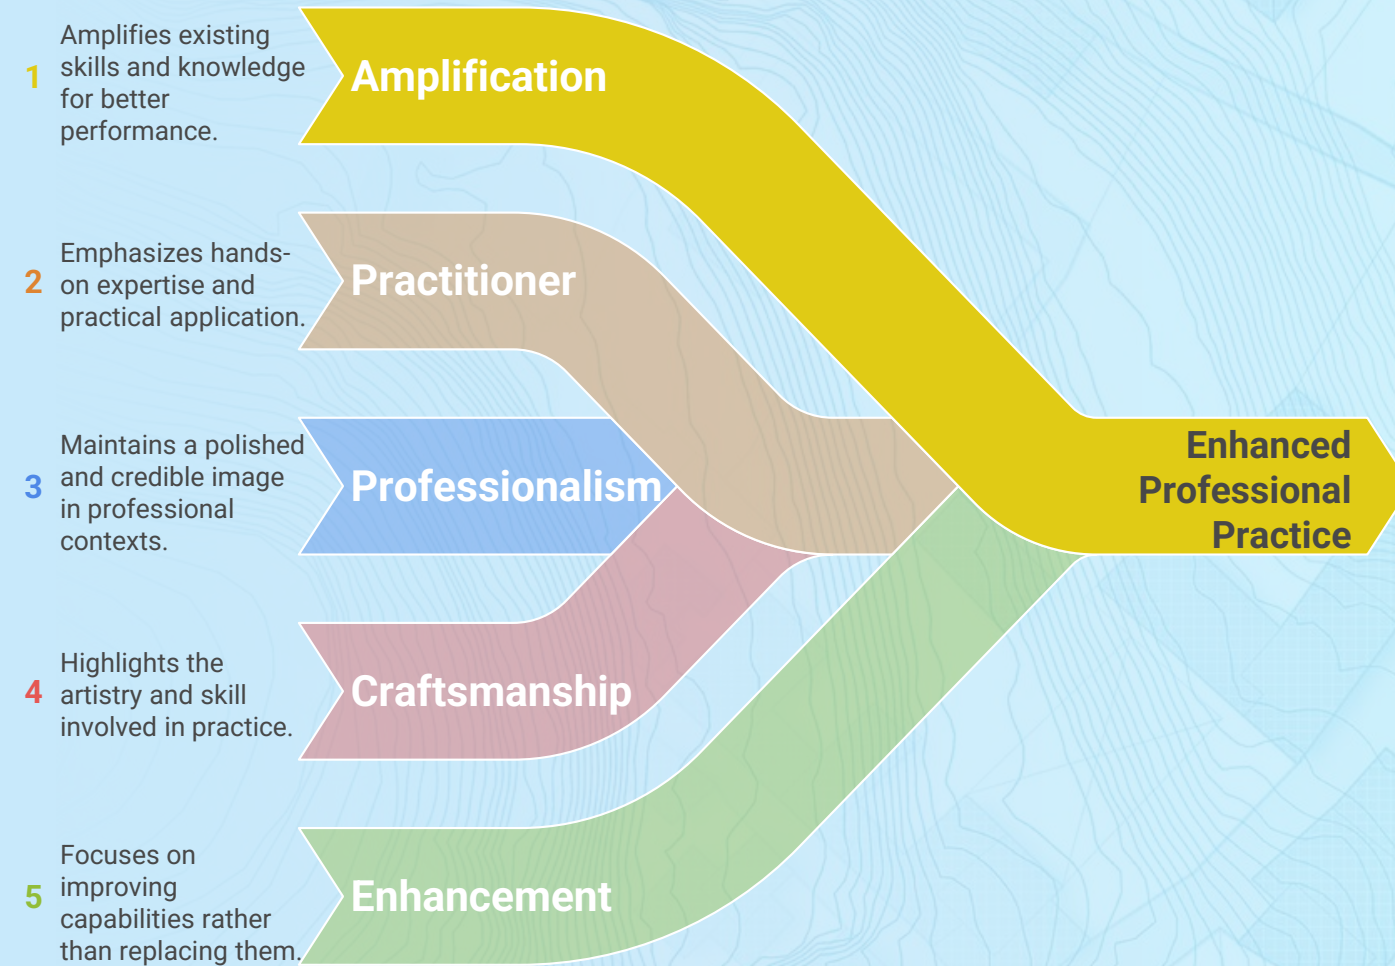 Amplifies existing
skills and knowledge
for better
performance.
1
Amplification
Emphasizes hands-
on expertise and
practical application.
2
Practitioner
Maintains a polished
and credible image
in professional
contexts.
3
Professionalism
Highlights the
artistry and skill
involved in practice.
4
Craftsmanship
Focuses on
improving
capabilities rather
than replacing them.
5
Enhancement
Enhanced
Professional
Practice